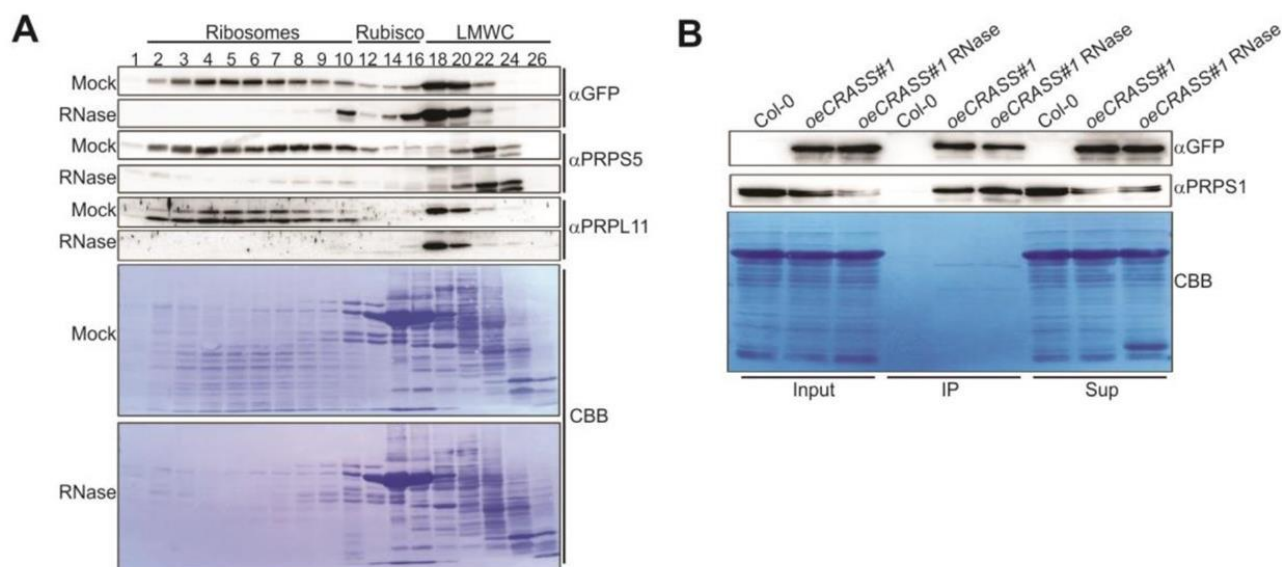 A
Ribosomes Rubisco LMWC
1 2 3 4 5 6 7 8 9 10 12 14 16 18 20 22 24 26
Mock
RNase
αGFP
Mock
RNase
αPRPS5
Mock
RNase
αPRPL11
Mock
RNase
CBB
B
Col-0 oeCRASS#1 oeCRASS#1 RNase Col-0 oeCRASS#1 oeCRASS#1 RNase Col-0 oeCRASS#1 oeCRASS#1 RNase
αGFP
αPRPS1
CBB
Input IP Sup